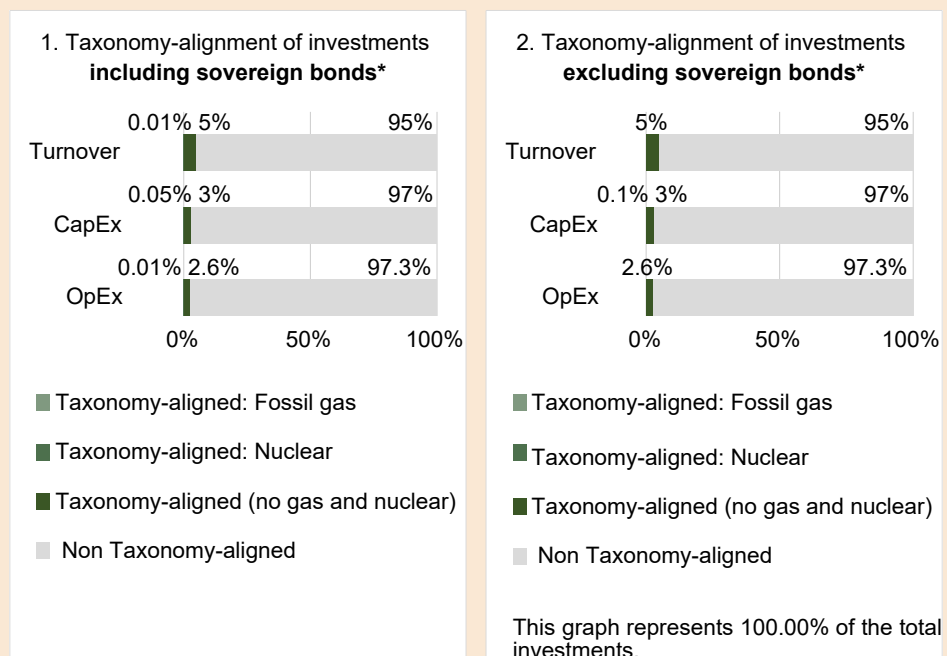 1. Taxonomy-alignment of investments
including sovereign bonds*
0.01% 5% 95%
Turnover
0.05% 3% 97%
CapEx
0.01% 2.6% 97.3%
OpEx
0% 50% 100%
Taxonomy-aligned: Fossil gas
Taxonomy-aligned: Nuclear
Taxonomy-aligned (no gas and nuclear)
Non Taxonomy-aligned
2. Taxonomy-alignment of investments
excluding sovereign bonds*
5% 95%
Turnover
0.1% 3% 97%
CapEx
2.6% 97.3%
OpEx
0% 50% 100%
Taxonomy-aligned: Fossil gas
Taxonomy-aligned: Nuclear
Taxonomy-aligned (no gas and nuclear)
Non Taxonomy-aligned
This graph represents 100.00% of the total
investments.